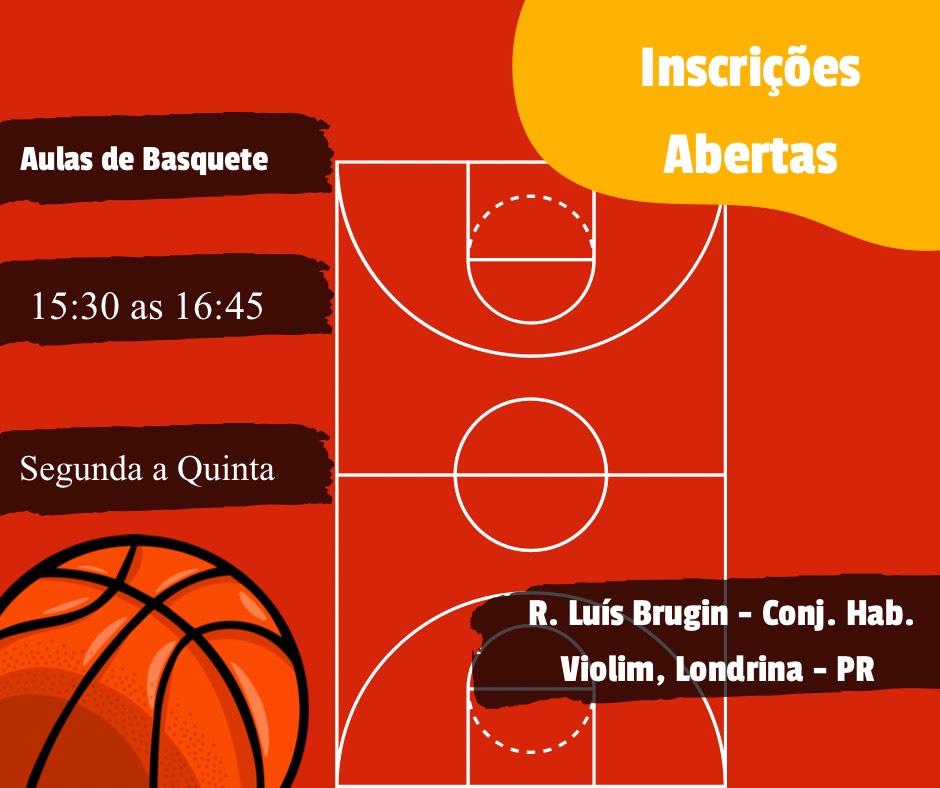 Inscrições
Abertas
Aulas de Basquete
15:30 as 16:45
Segunda a Quinta
R. Luís Brugin - Conj. Hab.
Violim, Londrina - PR